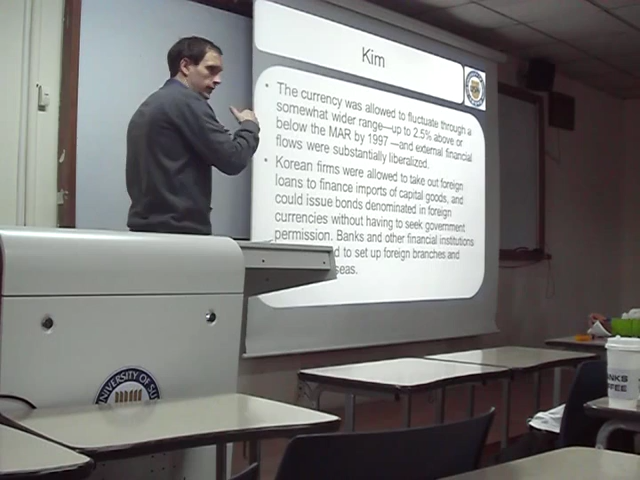 Kim
• The currency was allowed to fluctuate through a
somewhat wider range—up to 2.5% above or
below the MAR by 1997 —and external financial
flows were substantially liberalized.
• Korean firms were allowed to take out foreign
loans to finance imports of capital goods, and
could issue bonds denominated in foreign
currencies without having to seek government
permission. Banks and other financial institutions
to set up foreign branches and
UNIVERSITY OF